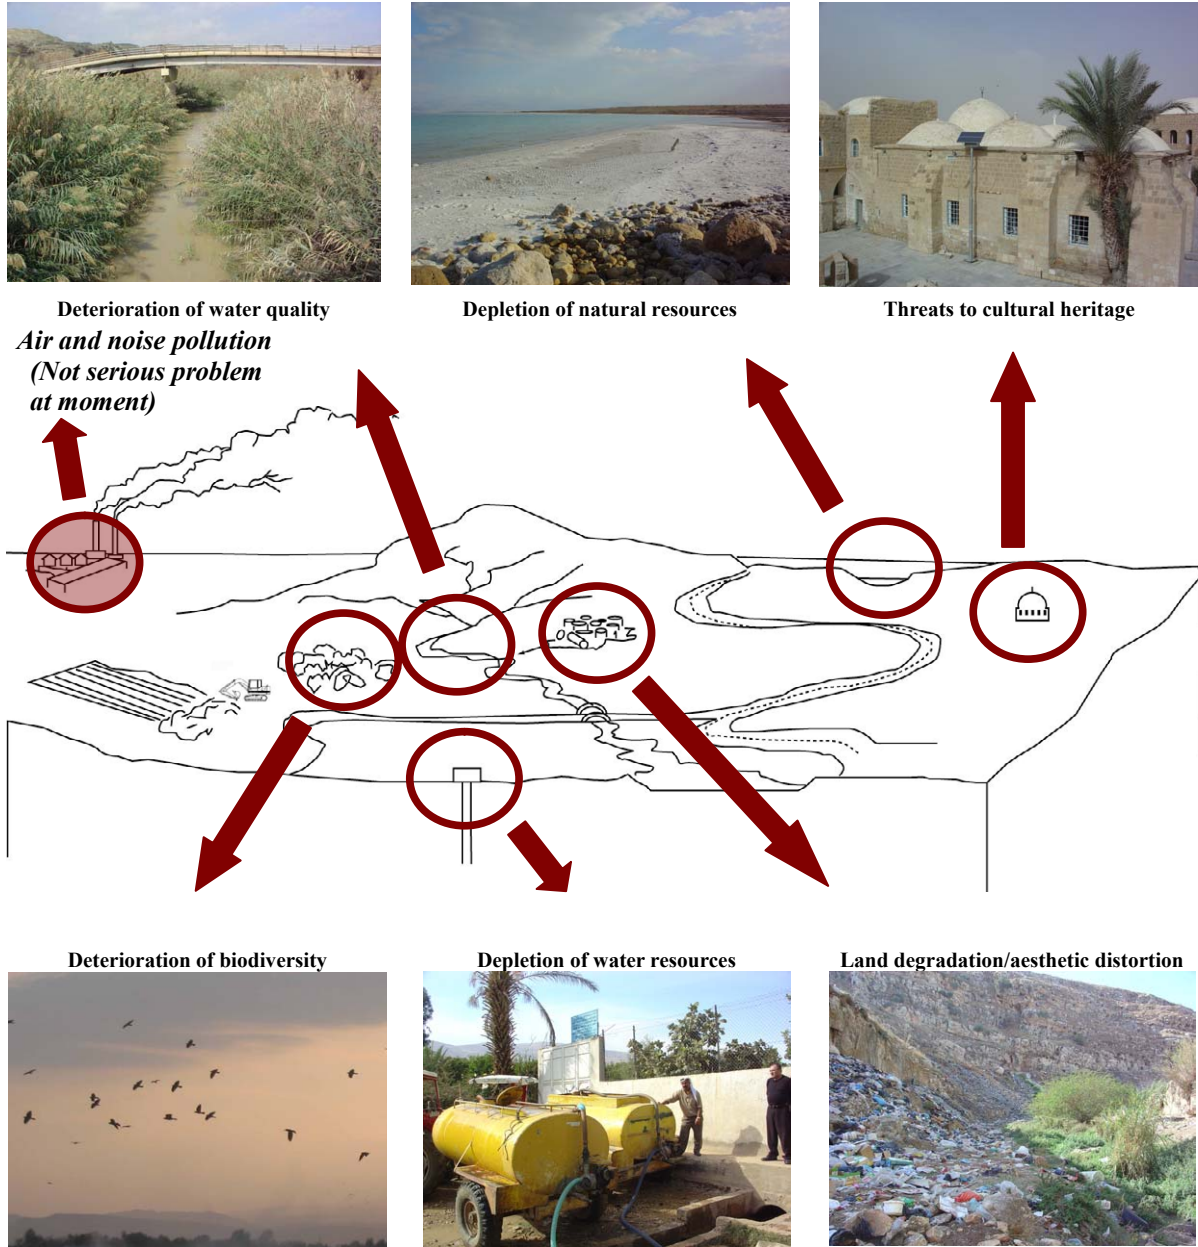 Deterioration of water quality
Depletion of natural resources
Threats to cultural heritage
Air and noise pollution
(Not serious problem
at moment)
Deterioration of biodiversity
Depletion of water resources
Land degradation/aesthetic distortion